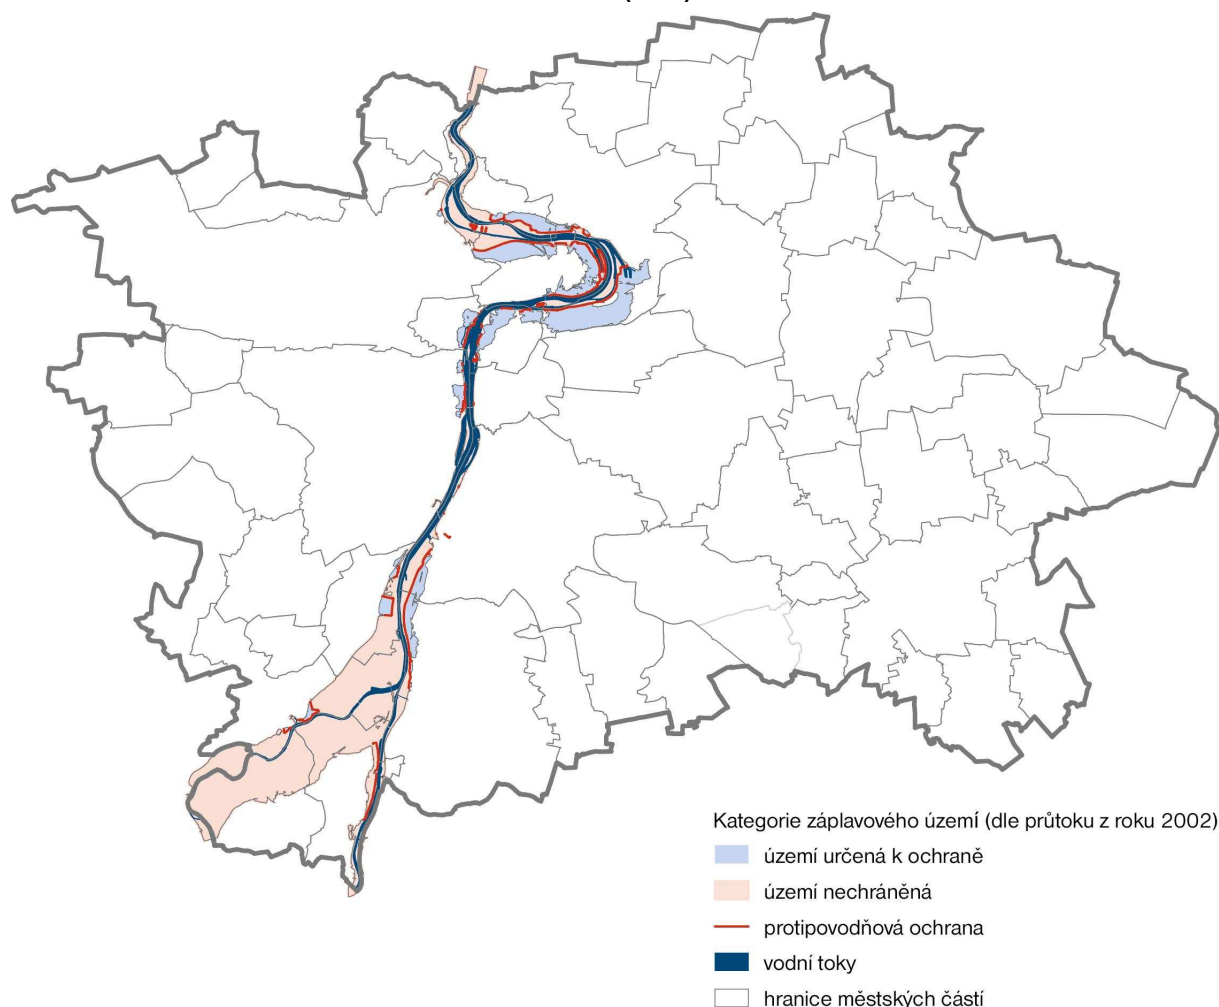 Kategorie záplavového území (dle průtoku z roku 2002)
území určená k ochraně
území nechráněná
protipovodňová ochrana
vodní toky
hranice městských částí